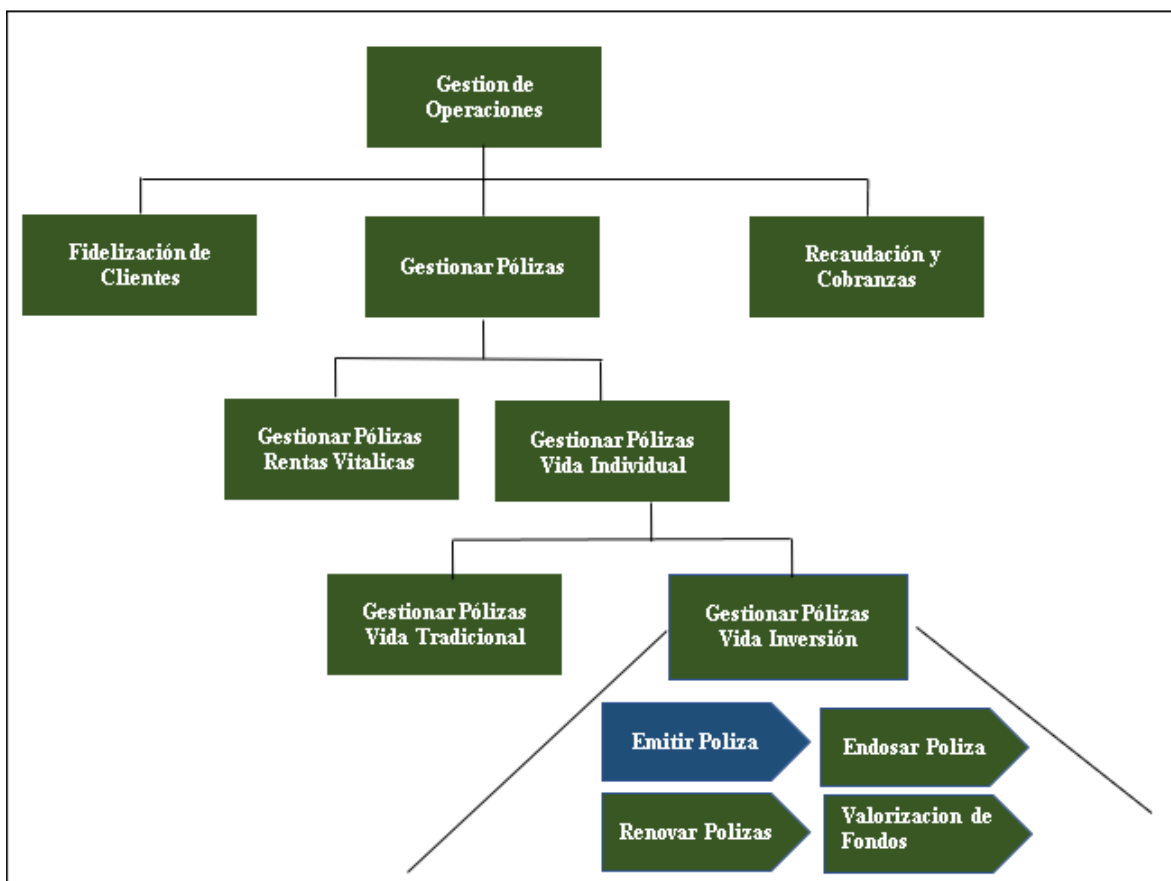 Gestion de
Operaciones
Fidelización de
Clientes
Gestionar Pólizas
Recaudación y
Cobranzas
Gestionar Pólizas
Rentas Vitalicas
Gestionar Pólizas
Vida Individual
Gestionar Pólizas
Vida Tradicional
Gestionar Pólizas
Vida Inversión
Emitir Poliza
Endosar Poliza
Renovar Polizas
Valorizacion de
Fondos